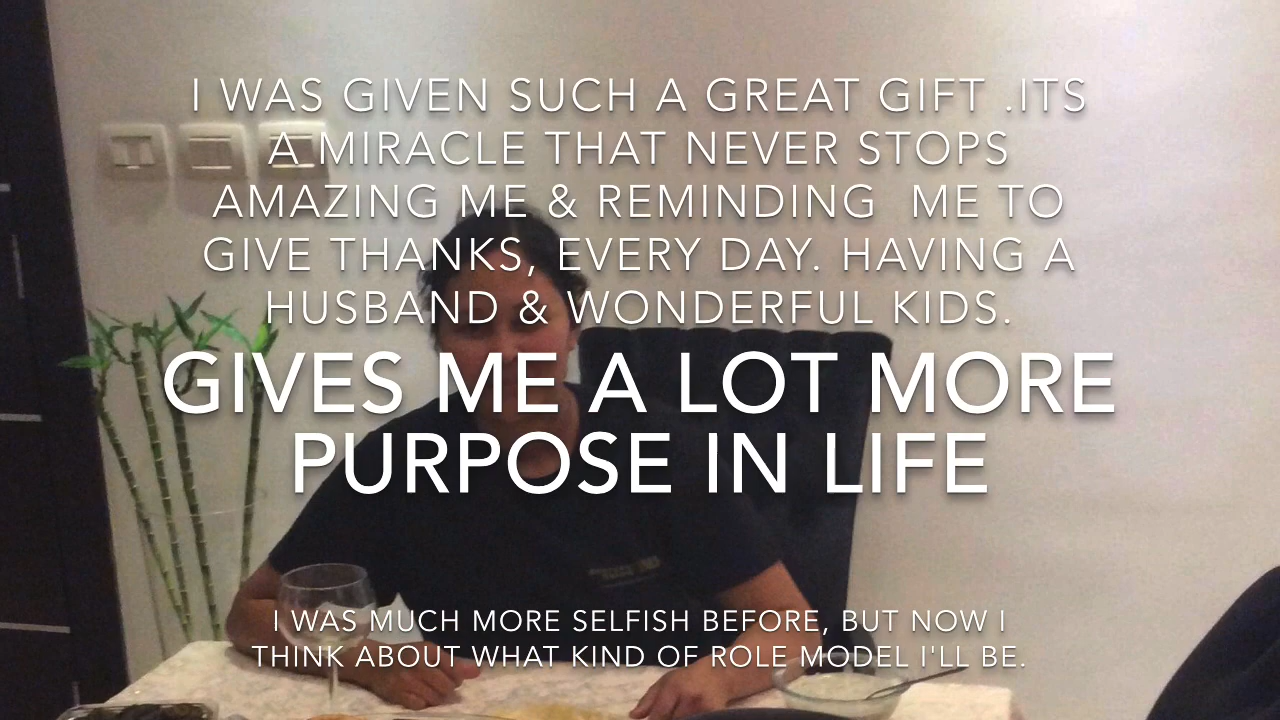 I WAS GIVEN SUCH A GREAT GIFT .ITS
A MIRACLE THAT NEVER STOPS
AMAZING ME & REMINDING  ME TO
GIVE THANKS, EVERY DAY. HAVING A
HUSBAND & WONDERFUL KIDS.
GIVES ME A LOT MORE
PURPOSE IN LIFE
I WAS MUCH MORE SELFISH BEFORE, BUT NOW I
THINK ABOUT WHAT KIND OF ROLE MODEL I'LL BE.